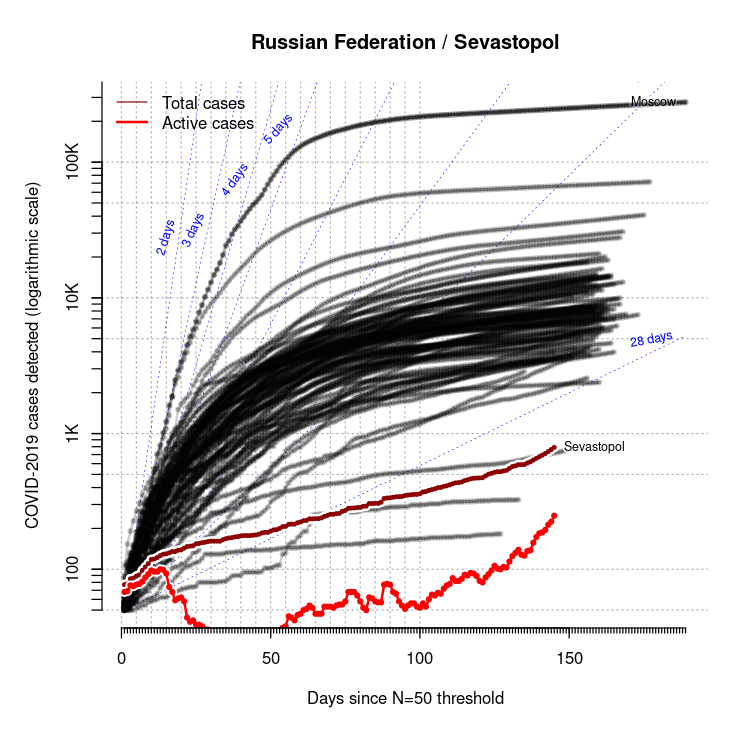 Russian Federation / Sevastopol
Total cases
Active cases
Moscow
2 days
3 days
4 days
5 days
28 days
Sevastopol
100K
10K
1K
100
COVID-2019 cases detected (logarithmic scale)
0 50 100 150
Days since N=50 threshold